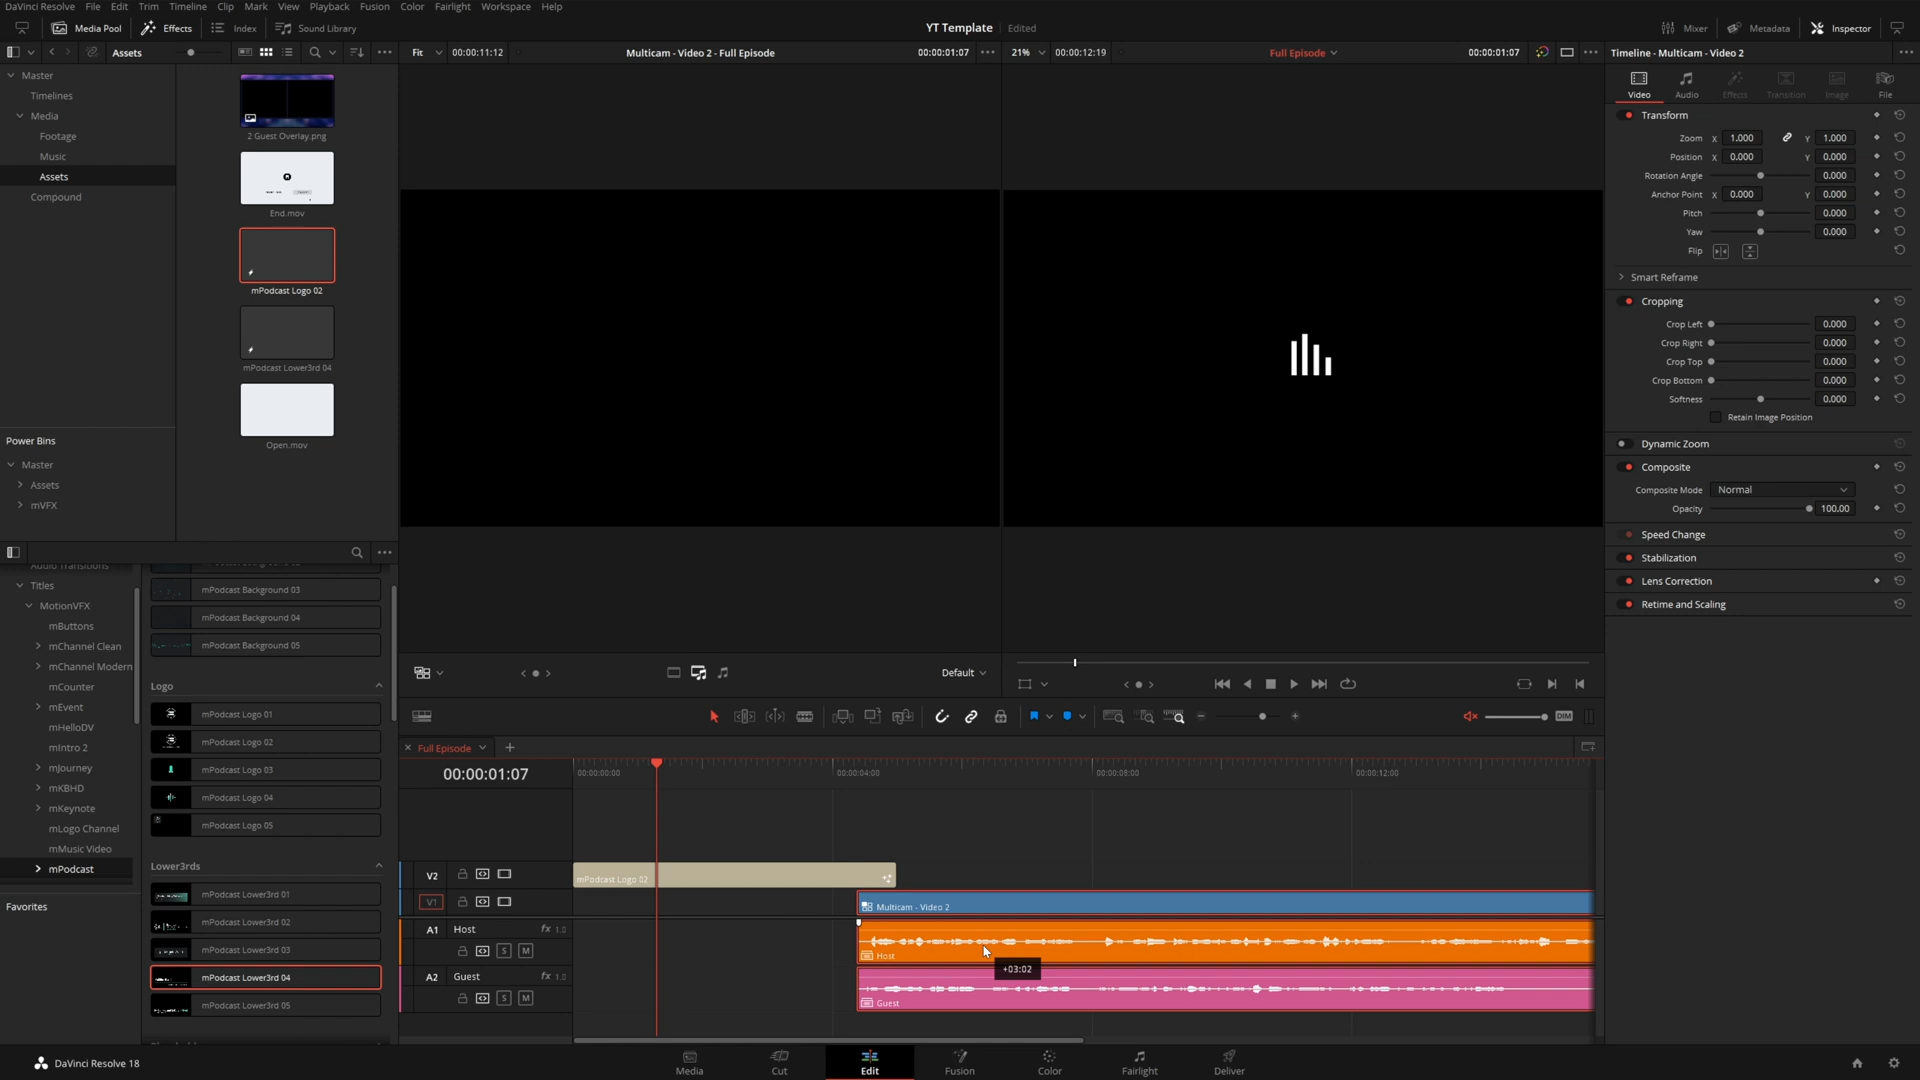 DaVinci Resolve File Edit Trim Timeline Clip Mark View Playback Fusion Color Fairlight Workspace Help
Media Pool Effects Index Sound Library YT Template Edited Mixer Metadata Inspector
Assets Fit 00:00:11:12 Multicam - Video 2 - Full Episode 00:00:01:07 21% 00:00:12:19 Full Episode 00:00:01:07 Timeline - Multicam - Video 2
Master
Timelines
Media
Footage
Music
Assets
Compound
2 Guest Overlay.png
End.mov
mPodcast Logo 02
mPodcast Lower3rd 04
Open.mov
Power Bins
Master
Assets
mVFX
Video Audio Effects Transition Image File
Transform
Zoom X 1.000 Y 1.000
Position X 0.000 Y 0.000
Rotation Angle 0.000
Anchor Point X 0.000 Y 0.000
Pitch 0.000
Yaw 0.000
Flip
Smart Reframe
Cropping
Crop Left 0.000
Crop Right 0.000
Crop Top 0.000
Crop Bottom 0.000
Softness 0.000
Retain Image Position
Dynamic Zoom
Composite
Composite Mode Normal
Opacity 100.00
Speed Change
Stabilization
Lens Correction
Retime and Scaling
Audio Transitions
Titles
MotionVFX
mButtons
mChannel Clean
mChannel Modern
mCounter
mEvent
mHelloDV
mIntro 2
mJourney
mKBHD
mKeynote
mLogo Channel
mMusic Video
mPodcast
Favorites
mPodcast Background 03
mPodcast Background 04
mPodcast Background 05
Logo
mPodcast Logo 01
mPodcast Logo 02
mPodcast Logo 03
mPodcast Logo 04
mPodcast Logo 05
Lower3rds
mPodcast Lower3rd 01
mPodcast Lower3rd 02
mPodcast Lower3rd 03
mPodcast Lower3rd 04
mPodcast Lower3rd 05
Default
DIM
Full Episode
00:00:01:07 00:00:00:00 00:00:04:00 00:00:08:00 00:00:12:00
V2 mPodcast Logo 02
V1 Multicam - Video 2
A1 Host fx 1.0
S M Host
+03:02
A2 Guest fx 1.0
S M Guest
DaVinci Resolve 18
Media Cut Edit Fusion Color Fairlight Deliver